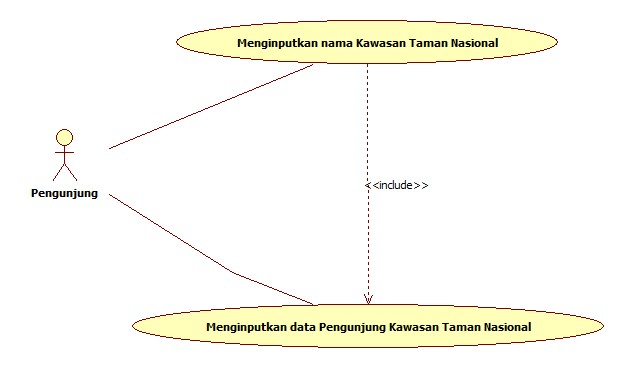 Menginputkan nama Kawasan Taman Nasional
Pengunjung
<<include>>
Menginputkan data Pengunjung Kawasan Taman Nasional